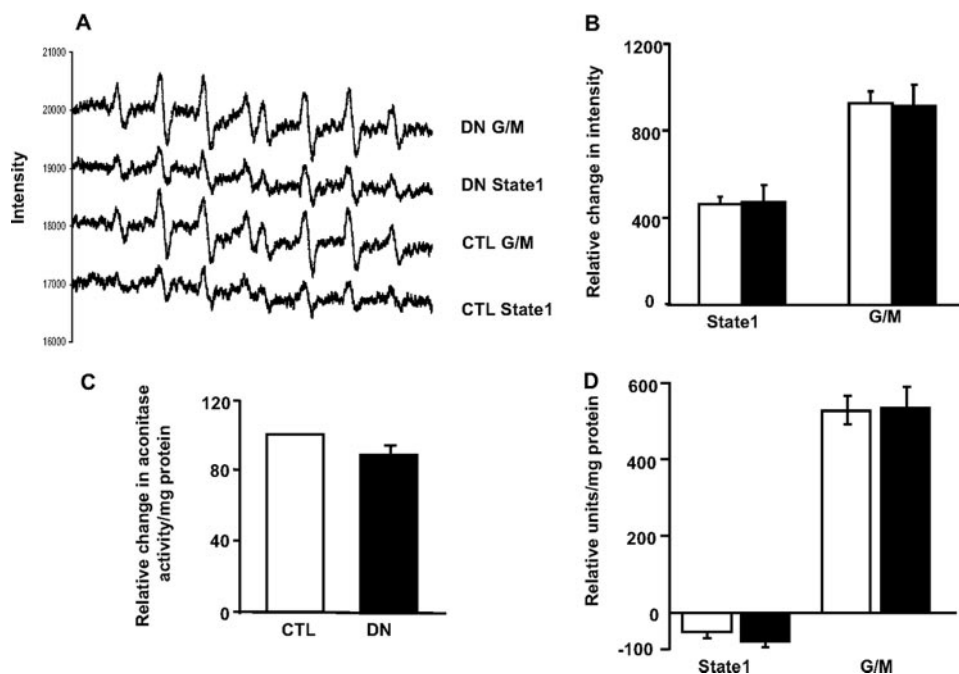 A
21000
20000
19000
18000
17000
16000
Intensity
DN G/M
DN State1
CTL G/M
CTL State1
B
1200
800
400
0
Relative change in intensity
State1
G/M
C
120
80
40
0
Relative change in aconitase
activity/mg protein
CTL
DN
D
600
400
200
0
-100
Relative units/mg protein
State1
G/M